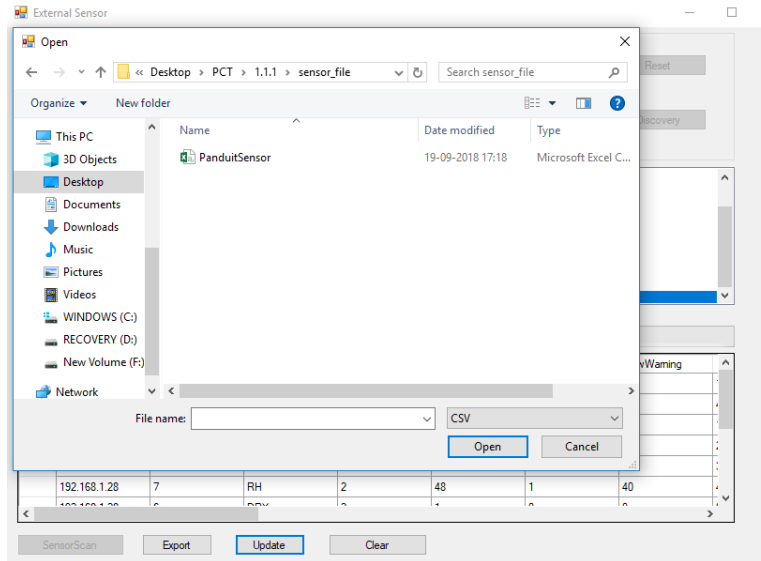 External Sensor
Open
« Desktop > PCT > 1.1.1 > sensor_file
Search sensor_file
Reset
Organize
New folder
?
Discovery
This PC
Name
Date modified
Type
3D Objects
PanduitSensor
19-09-2018 17:18
Microsoft Excel C...
Desktop
Documents
Downloads
Music
Pictures
Videos
WINDOWS (C:)
RECOVERY (D:)
New Volume (F:)
wWarning
Network
File name:
CSV
Open
Cancel
192.168.1.28 7 RH 2 48 1 40
SensorScan
Export
Update
Clear